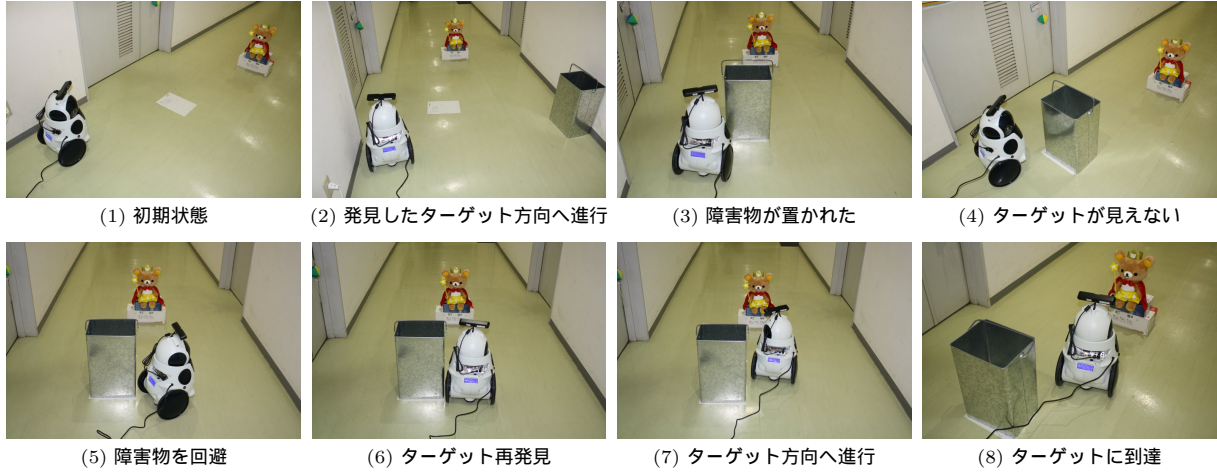 (1) 初期状態
(2) 発見したターゲット方向へ進行
(3) 障害物が置かれた
(4) ターゲットが見えない
(5) 障害物を回避
(6) ターゲット再発見
(7) ターゲット方向へ進行
(8) ターゲットに到達